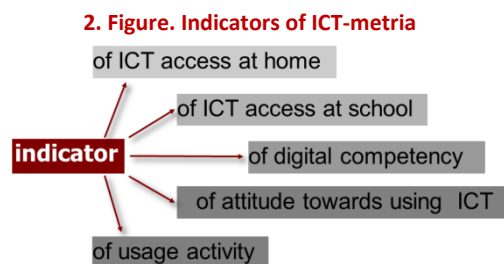 2. Figure. Indicators of ICT-metria
of ICT access at home
of ICT access at school
indicator
of digital competency
of attitude towards using ICT
of usage activity